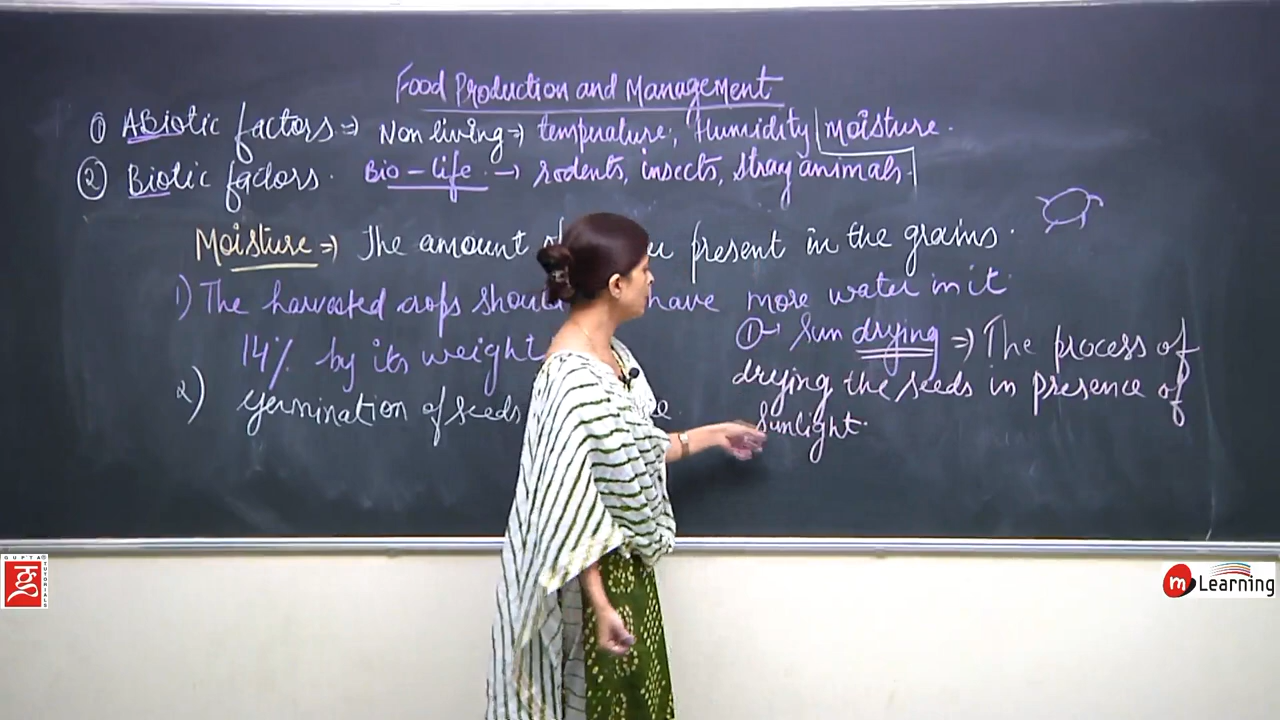 Food Production and Management
① ABiotic factors ⇒ Non living → temperature, Humidity moisture.
② Biotic factors. Bio - life → rodents, insects, stray animals.
Moisture ⇒ The amount present in the grains.
1) The harvested crops have more water in it
14% by its weight
2) germination of seeds
① → Sun drying ⇒ The process of
drying the seeds in presence of
sunlight.
GUPTA TUTORIALS
m Learning